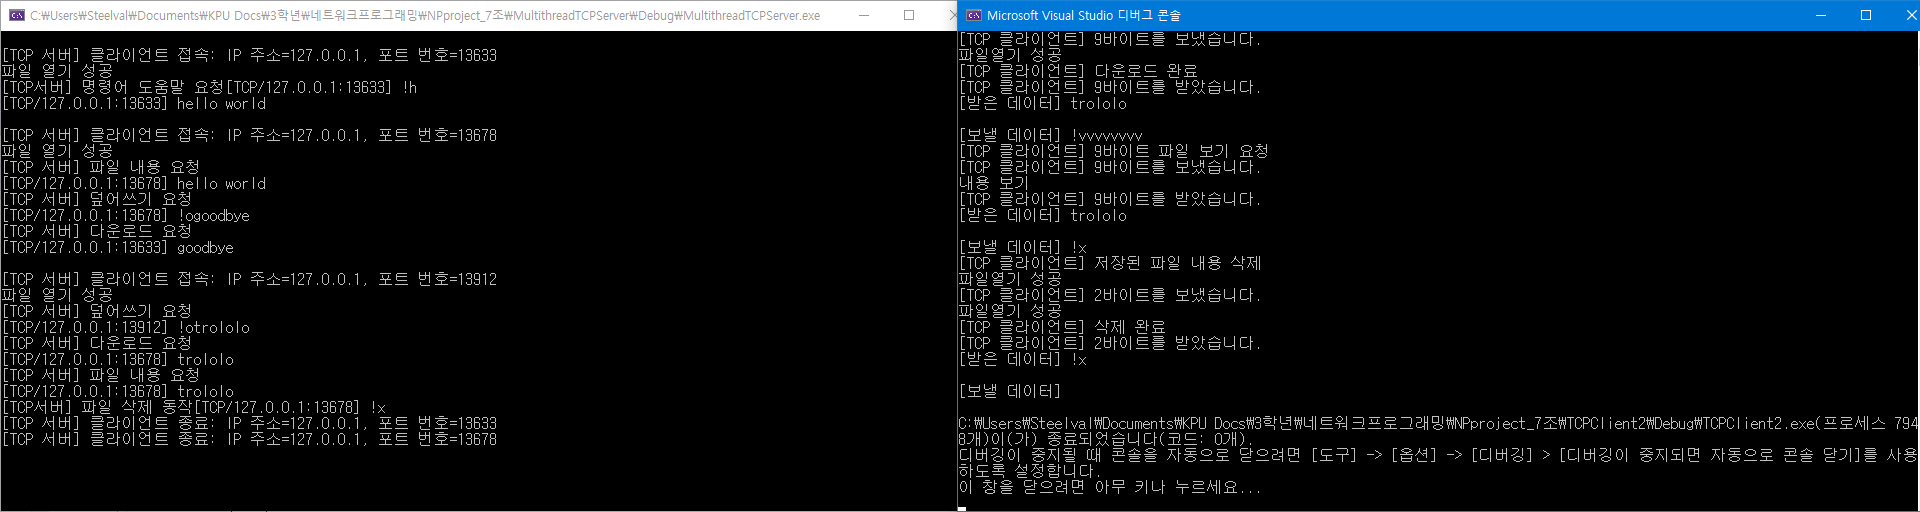 C:\Users\Steelval\Documents\KPU Docs\3학년\네트워크프로그래밍\NPproject_7조\MultithreadTCPServer\Debug\MultithreadTCPServer.exe
[TCP 서버] 클라이언트 접속: IP 주소=127.0.0.1, 포트 번호=13633
파일 열기 성공
[TCP서버] 명령어 도움말 요청[TCP/127.0.0.1:13633] !h
[TCP/127.0.0.1:13633] hello world
[TCP 서버] 클라이언트 접속: IP 주소=127.0.0.1, 포트 번호=13678
파일 열기 성공
[TCP 서버] 파일 내용 요청
[TCP/127.0.0.1:13678] hello world
[TCP 서버] 덮어쓰기 요청
[TCP/127.0.0.1:13678] !ogoodbye
[TCP 서버] 다운로드 요청
[TCP/127.0.0.1:13633] goodbye
[TCP 서버] 클라이언트 접속: IP 주소=127.0.0.1, 포트 번호=13912
파일 열기 성공
[TCP 서버] 덮어쓰기 요청
[TCP/127.0.0.1:13912] !otrololo
[TCP 서버] 다운로드 요청
[TCP/127.0.0.1:13678] trololo
[TCP 서버] 파일 내용 요청
[TCP/127.0.0.1:13678] trololo
[TCP서버] 파일 삭제 동작[TCP/127.0.0.1:13678] !x
[TCP 서버] 클라이언트 종료: IP 주소=127.0.0.1, 포트 번호=13633
[TCP 서버] 클라이언트 종료: IP 주소=127.0.0.1, 포트 번호=13678
Microsoft Visual Studio 디버그 콘솔
[TCP 클라이언트] 9바이트를 보냈습니다.
파일열기 성공
[TCP 클라이언트] 다운로드 완료
[TCP 클라이언트] 9바이트를 받았습니다.
[받은 데이터] trololo
[보낼 데이터] !vvvvvvvv
[TCP 클라이언트] 9바이트 파일 보기 요청
[TCP 클라이언트] 9바이트를 보냈습니다.
내용 보기
[TCP 클라이언트] 9바이트를 받았습니다.
[받은 데이터] trololo
[보낼 데이터] !x
[TCP 클라이언트] 저장된 파일 내용 삭제
파일열기 성공
[TCP 클라이언트] 2바이트를 보냈습니다.
파일열기 성공
[TCP 클라이언트] 삭제 완료
[TCP 클라이언트] 2바이트를 받았습니다.
[받은 데이터] !x
[보낼 데이터]
C:\Users\Steelval\Documents\KPU Docs\3학년\네트워크프로그래밍\NPproject_7조\TCPClient2\Debug\TCPClient2.exe(프로세스 794
8개)이(가) 종료되었습니다(코드: 0개).
디버깅이 중지될 때 콘솔을 자동으로 닫으려면 [도구] -> [옵션] -> [디버깅] > [디버깅이 중지되면 자동으로 콘솔 닫기]를 사용
하도록 설정합니다.
이 창을 닫으려면 아무 키나 누르세요...